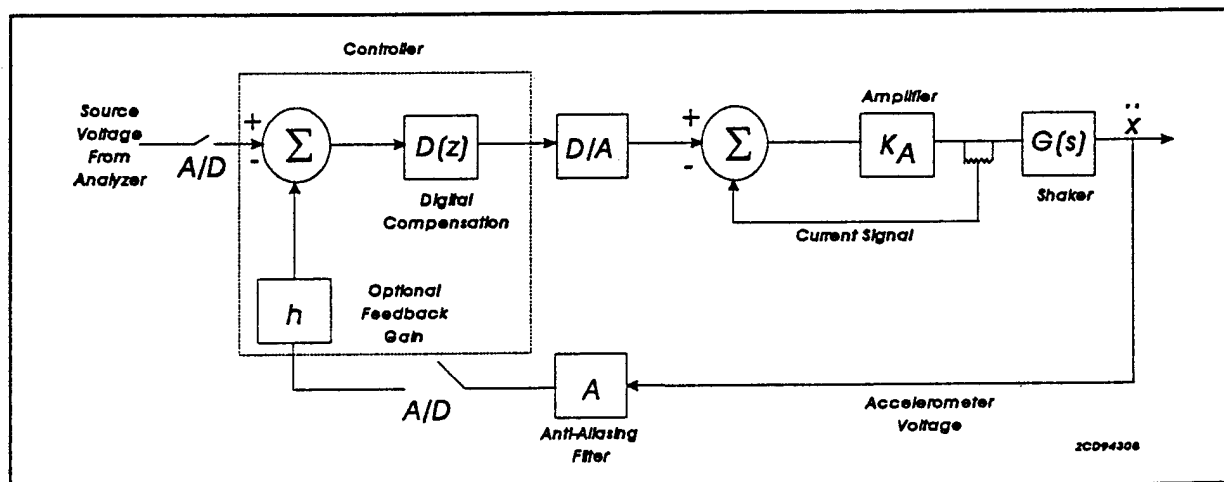 Controller
Source
Voltage
From
Analyzer
A/D
+
-
Σ
D(z)
Digital
Compensation
D/A
+
-
Σ
Amplifier
K_A
G(s)
Shaker
ẍ
Current Signal
h
Optional
Feedback
Gain
A/D
A
Anti-Aliasing
Filter
Accelerometer
Voltage
2CD94308